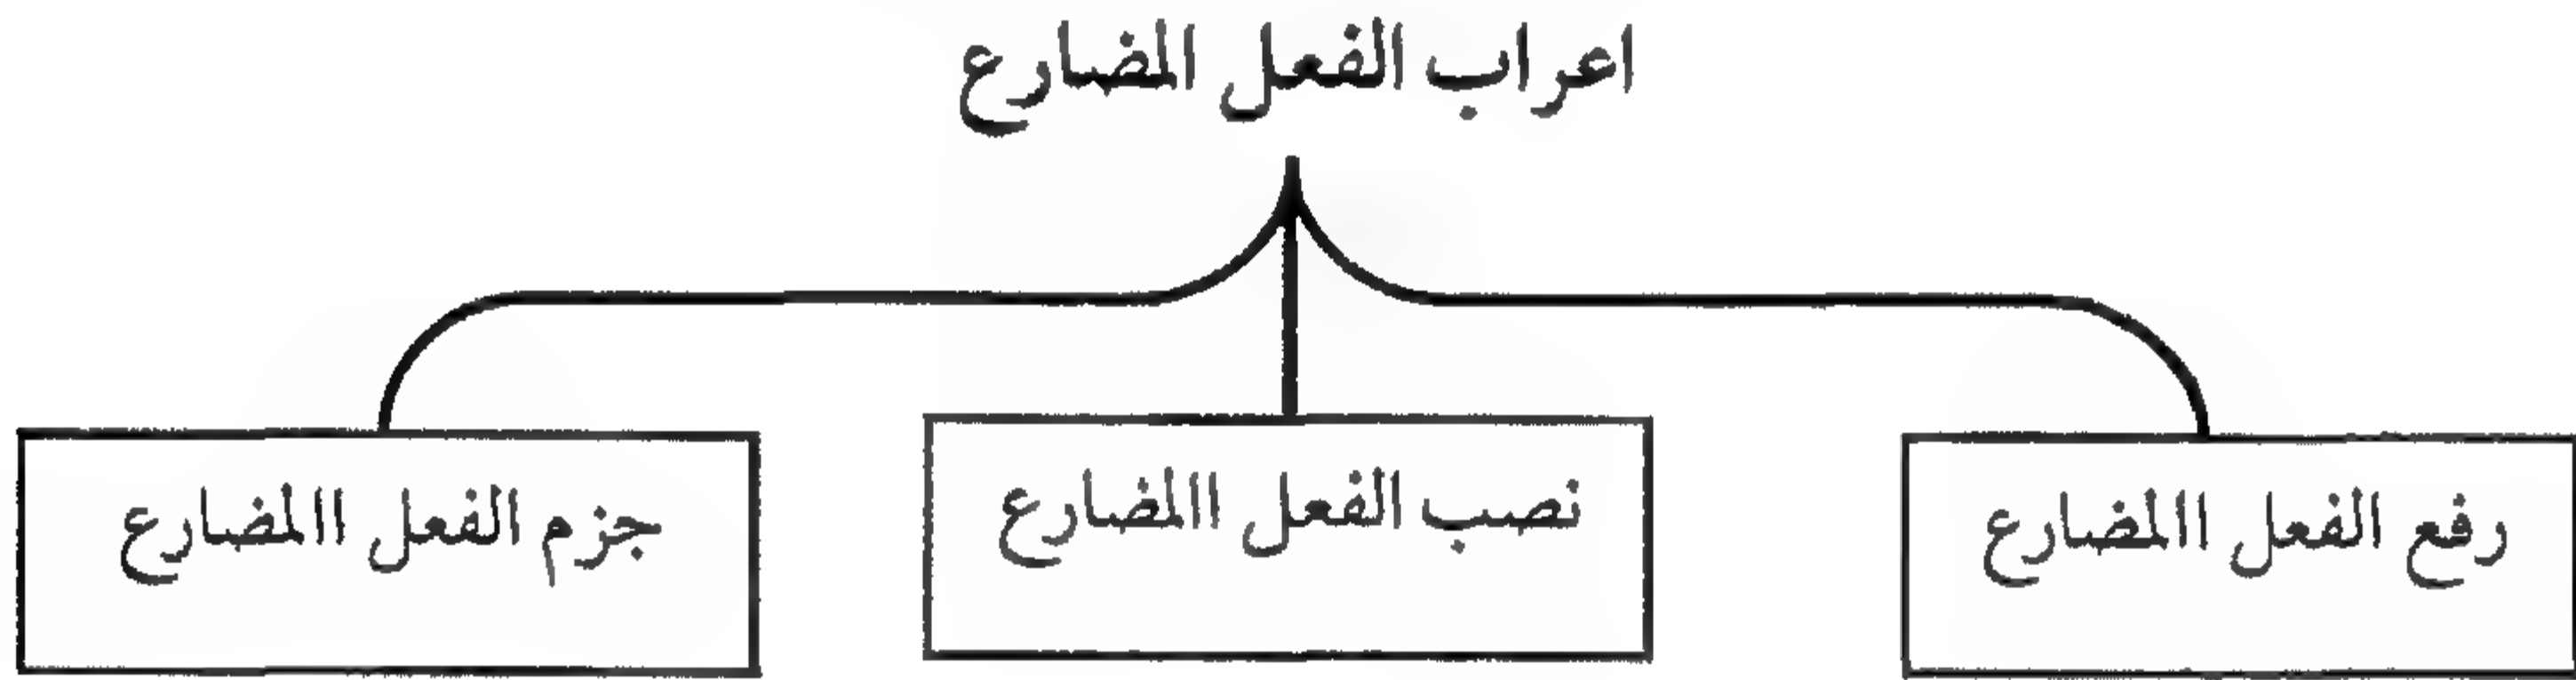 اعراب الفعل المضارع
رفع الفعل االمضارع
نصب الفعل االمضارع
جزم الفعل االمضارع